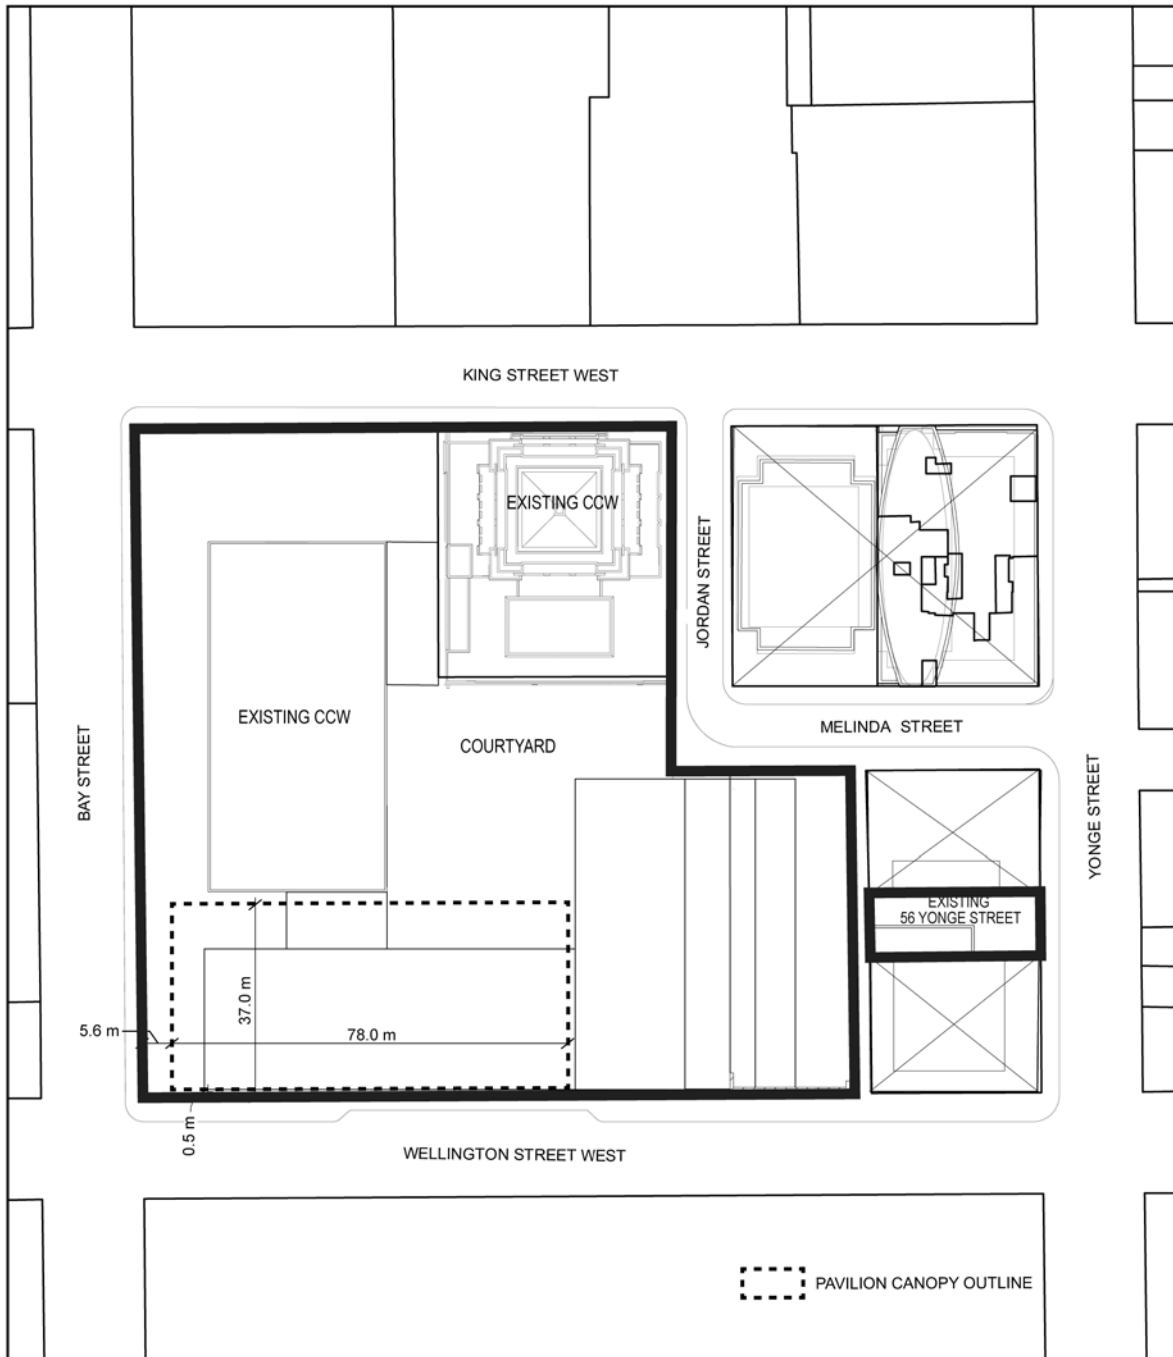 KING STREET WEST
EXISTING CCW
JORDAN STREET
EXISTING CCW
COURTYARD
MELINDA STREET
BAY STREET
YONGE STREET
EXISTING
56 YONGE STREET
37.0 m
5.6 m
78.0 m
0.5 m
WELLINGTON STREET WEST
PAVILION CANOPY OUTLINE